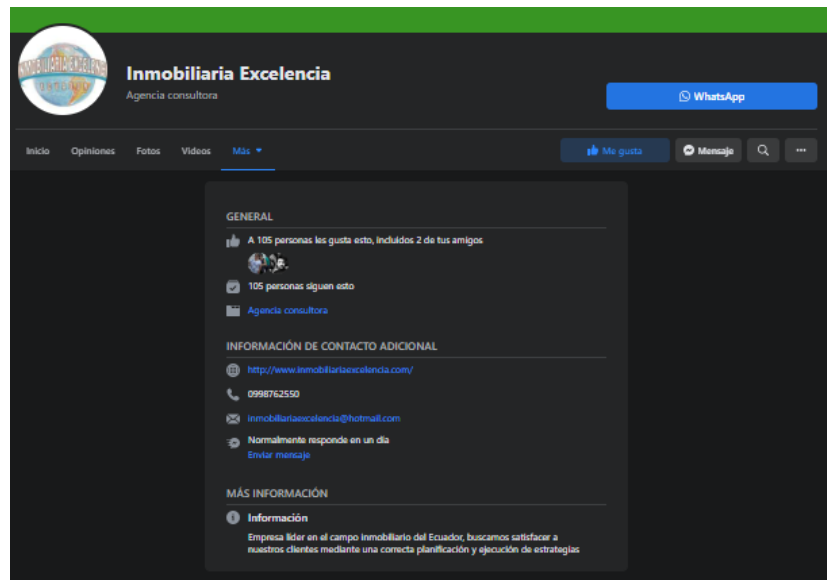 Inmobiliaria Excelencia
Agencia consultora
WhatsApp
Inicio Opiniones Fotos Videos Más Me gusta Mensaje ...
GENERAL
A 105 personas les gusta esto, incluidos 2 de tus amigos
105 personas siguen esto
Agencia consultora
INFORMACIÓN DE CONTACTO ADICIONAL
http://www.inmobiliariaexcelencia.com/
0998762550
inmobiliariaexcelencia@hotmail.com
Normalmente responde en un día
Enviar mensaje
MÁS INFORMACIÓN
Información
Empresa líder en el campo inmobiliario del Ecuador, buscamos satisfacer a
nuestros clientes mediante una correcta planificación y ejecución de estrategias